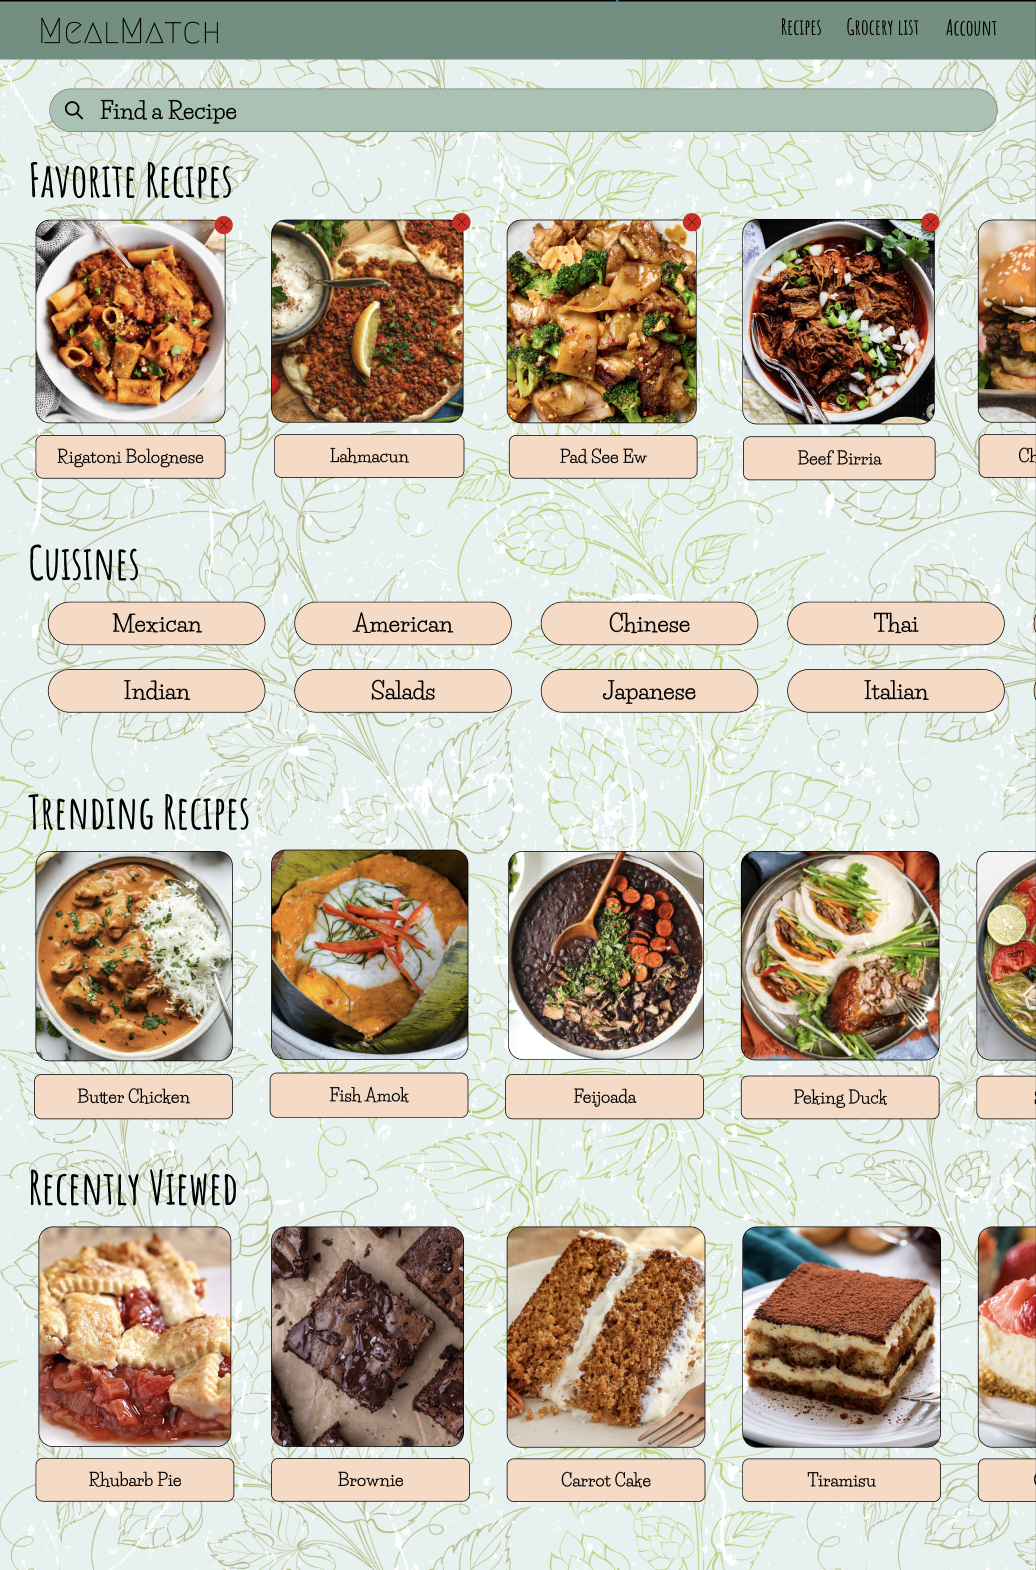 MealMatch
Recipes Grocery list Account
Find a Recipe
Favorite Recipes
Rigatoni Bolognese Lahmacun Pad See Ew Beef Birria Ch
Cuisines
Mexican American Chinese Thai
Indian Salads Japanese Italian
Trending Recipes
Butter Chicken Fish Amok Feijoada Peking Duck
Recently Viewed
Rhubarb Pie Brownie Carrot Cake Tiramisu